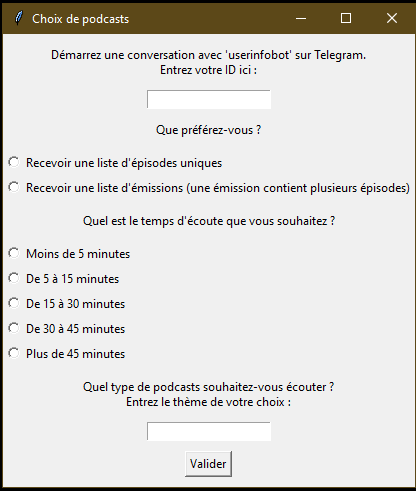 Choix de podcasts
Démarrez une conversation avec 'userinfobot' sur Telegram.
Entrez votre ID ici :
Que préférez-vous ?
Recevoir une liste d'épisodes uniques
Recevoir une liste d'émissions (une émission contient plusieurs épisodes)
Quel est le temps d'écoute que vous souhaitez ?
Moins de 5 minutes
De 5 à 15 minutes
De 15 à 30 minutes
De 30 à 45 minutes
Plus de 45 minutes
Quel type de podcasts souhaitez-vous écouter ?
Entrez le thème de votre choix :
Valider